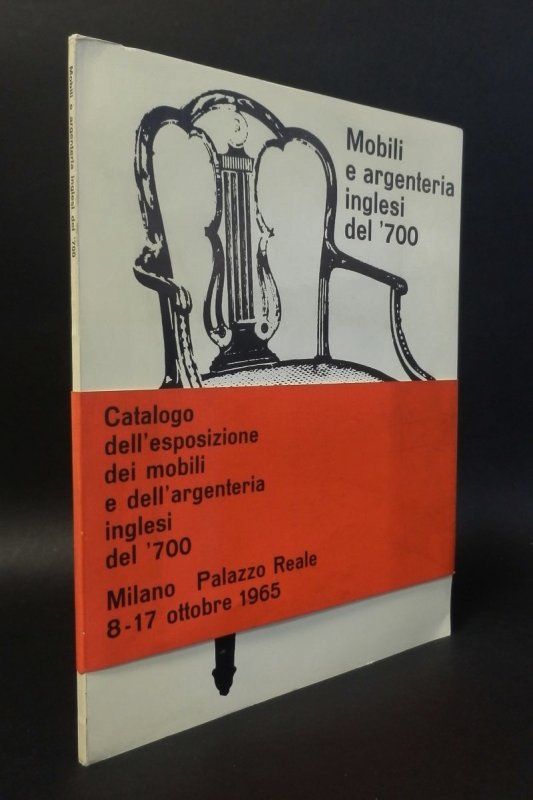 Mobili e argenteria inglesi del '700
Mobili
e argenteria
inglesi
del '700
Catalogo
dell'esposizione
dei mobili
e dell'argenteria
inglesi
del '700
Milano Palazzo Reale
8-17 ottobre 1965